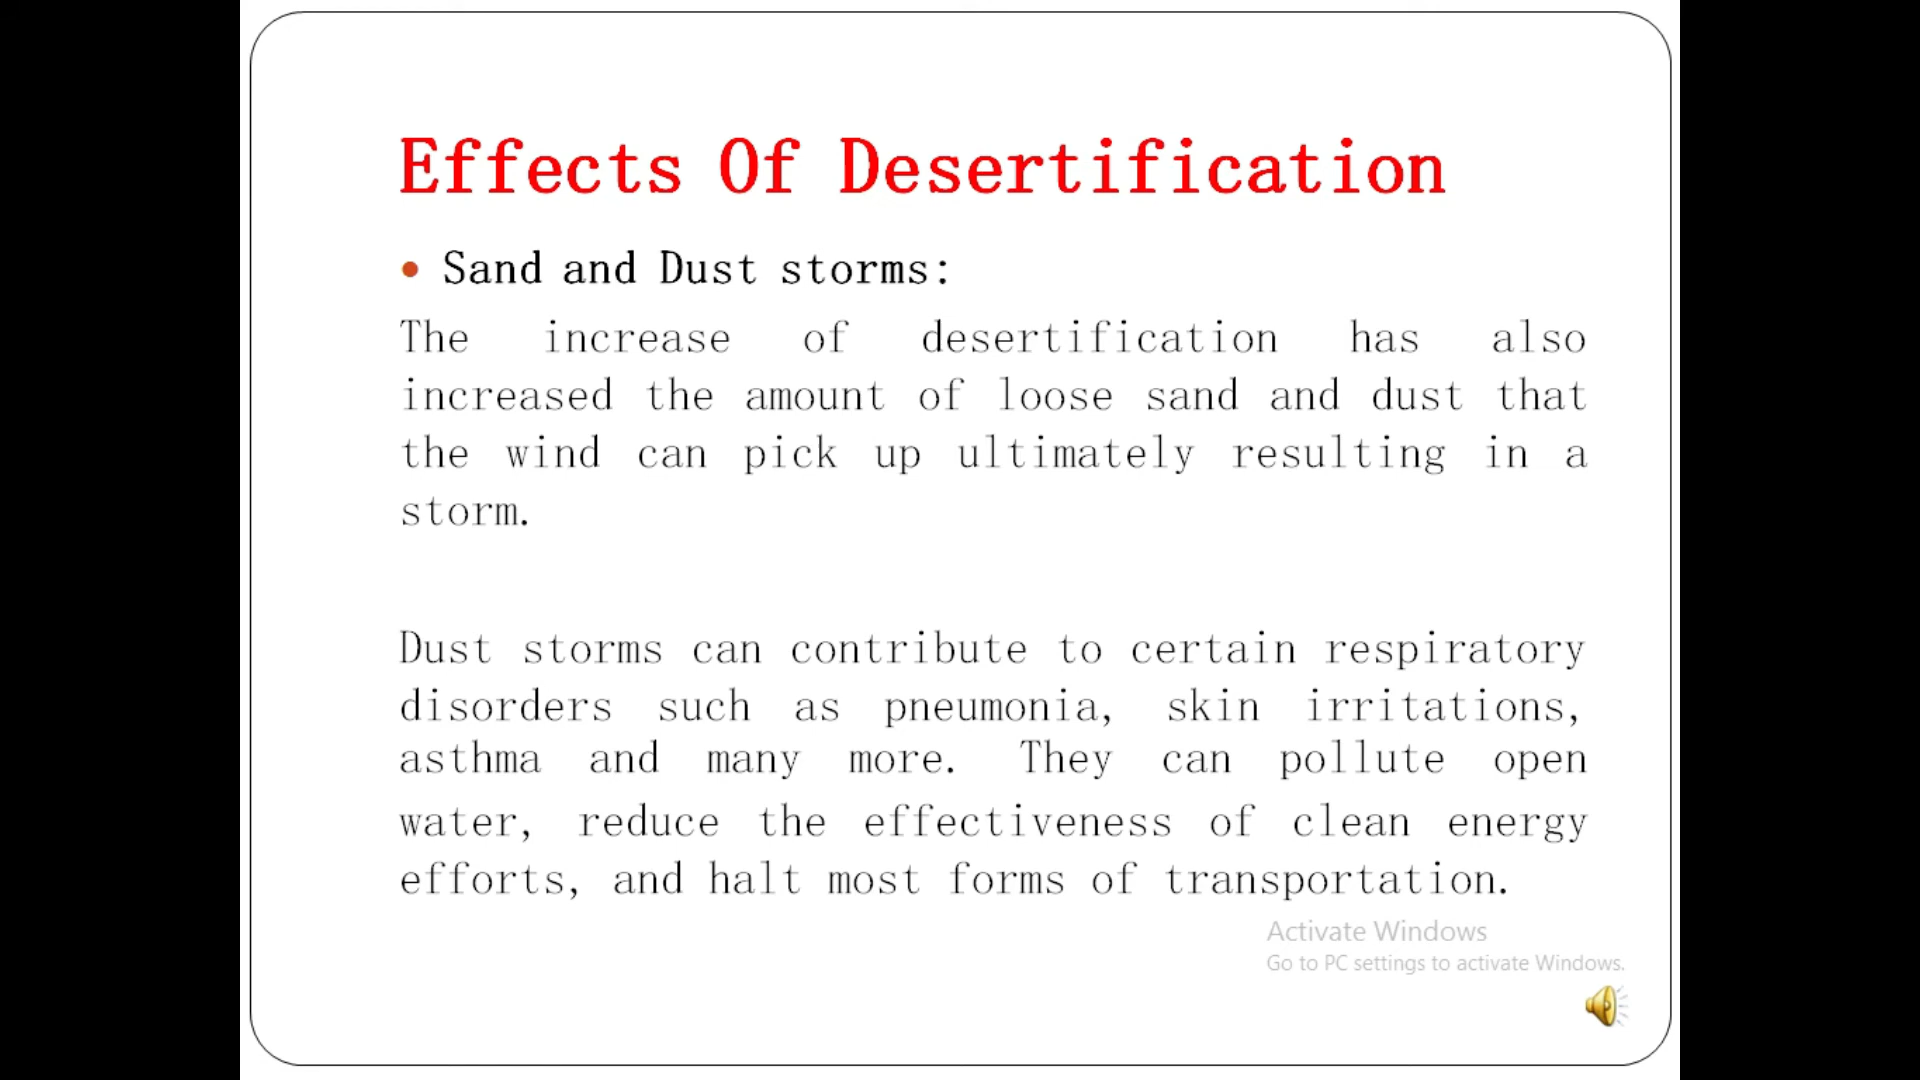 Effects Of Desertification
• Sand and Dust storms:
The increase of desertification has also
increased the amount of loose sand and dust that
the wind can pick up ultimately resulting in a
storm.
Dust storms can contribute to certain respiratory
disorders such as pneumonia, skin irritations,
asthma and many more. They can pollute open
water, reduce the effectiveness of clean energy
efforts, and halt most forms of transportation.
Activate Windows
Go to PC settings to activate Windows.